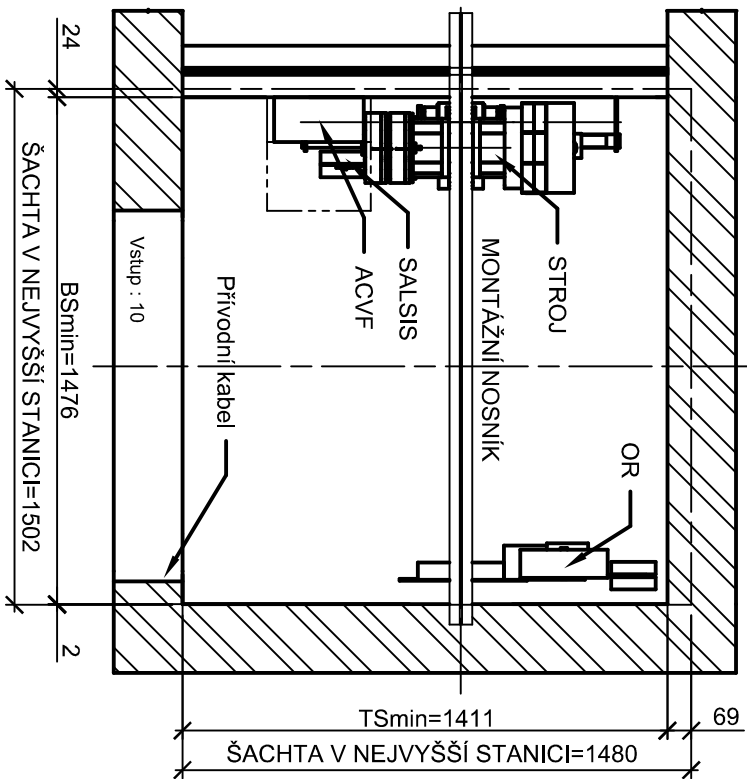 24
ŠACHTA V NEJVYŠŠÍ STANICI=1502
BSmin=1476
2
Vstup : 10
Přívodní kabel
ACVF
SALSIS
MONTÁŽNÍ NOSNÍK
STROJ
OR
TSmin=1411
69
ŠACHTA V NEJVYŠŠÍ STANICI=1480